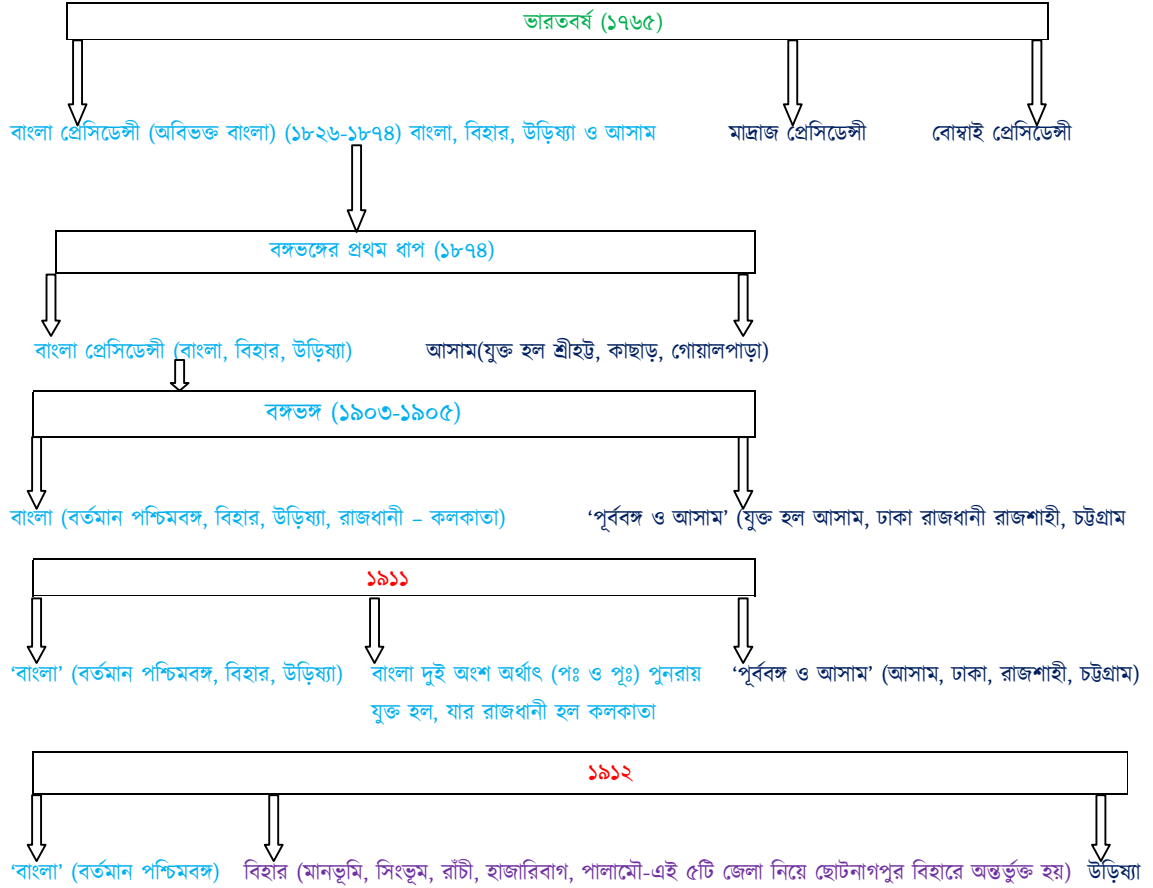 ভারতবর্ষ (১৭৬৫)
বাংলা প্রেসিডেন্সী (অবিভক্ত বাংলা) (১৮২৬-১৮৭৪) বাংলা, বিহার, উড়িষ্যা ও আসাম মাদ্রাজ প্রেসিডেন্সী বোম্বাই প্রেসিডেন্সী
বঙ্গভঙ্গের প্রথম ধাপ (১৮৭৪)
বাংলা প্রেসিডেন্সী (বাংলা, বিহার, উড়িষ্যা) আসাম(যুক্ত হল শ্রীহট্ট, কাছাড়, গোয়ালপাড়া)
বঙ্গভঙ্গ (১৯০৩-১৯০৫)
বাংলা (বর্তমান পশ্চিমবঙ্গ, বিহার, উড়িষ্যা, রাজধানী – কলকাতা) ‘পূর্ববঙ্গ ও আসাম’ (যুক্ত হল আসাম, ঢাকা রাজধানী রাজশাহী, চট্টগ্রাম
১৯১১
‘বাংলা’ (বর্তমান পশ্চিমবঙ্গ, বিহার, উড়িষ্যা) বাংলা দুই অংশ অর্থাৎ (পঃ ও পূঃ) পুনরায় ‘পূর্ববঙ্গ ও আসাম’ (আসাম, ঢাকা, রাজশাহী, চট্টগ্রাম)
যুক্ত হল, যার রাজধানী হল কলকাতা
১৯১২
‘বাংলা’ (বর্তমান পশ্চিমবঙ্গ) বিহার (মানভূমি, সিংভূম, রাঁচী, হাজারিবাগ, পালামৌ-এই ৫টি জেলা নিয়ে ছোটনাগপুর বিহারে অন্তর্ভুক্ত হয়) উড়িষ্যা